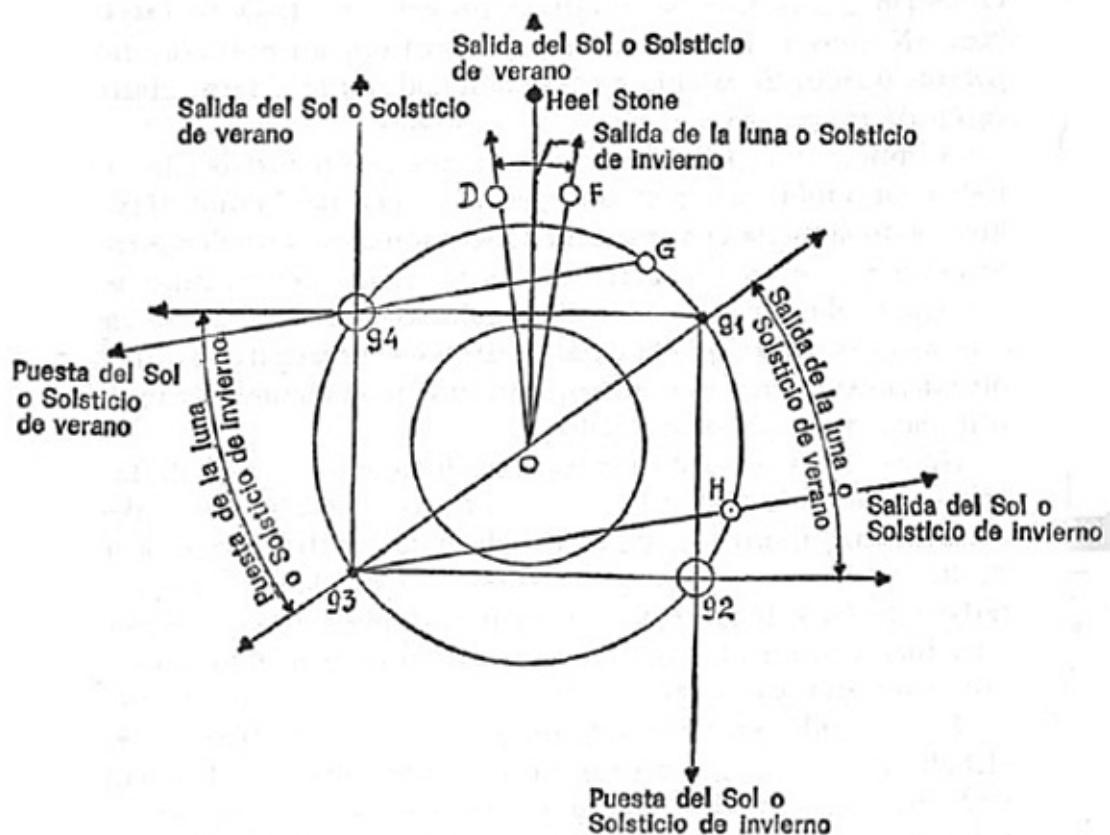 Salida del Sol o Solsticio
de verano
Heel Stone
Salida del Sol o Solsticio
de verano
Salida de la luna o Solsticio
de invierno
D
F
G
94
91
Puesta del Sol
o Solsticio
de verano
Puesta de la luna
o Solsticio de invierno
Salida de la luna o
Solsticio de verano
O
H
Salida del Sol o
Solsticio de invierno
93
92
Puesta del Sol o
Solsticio de invierno